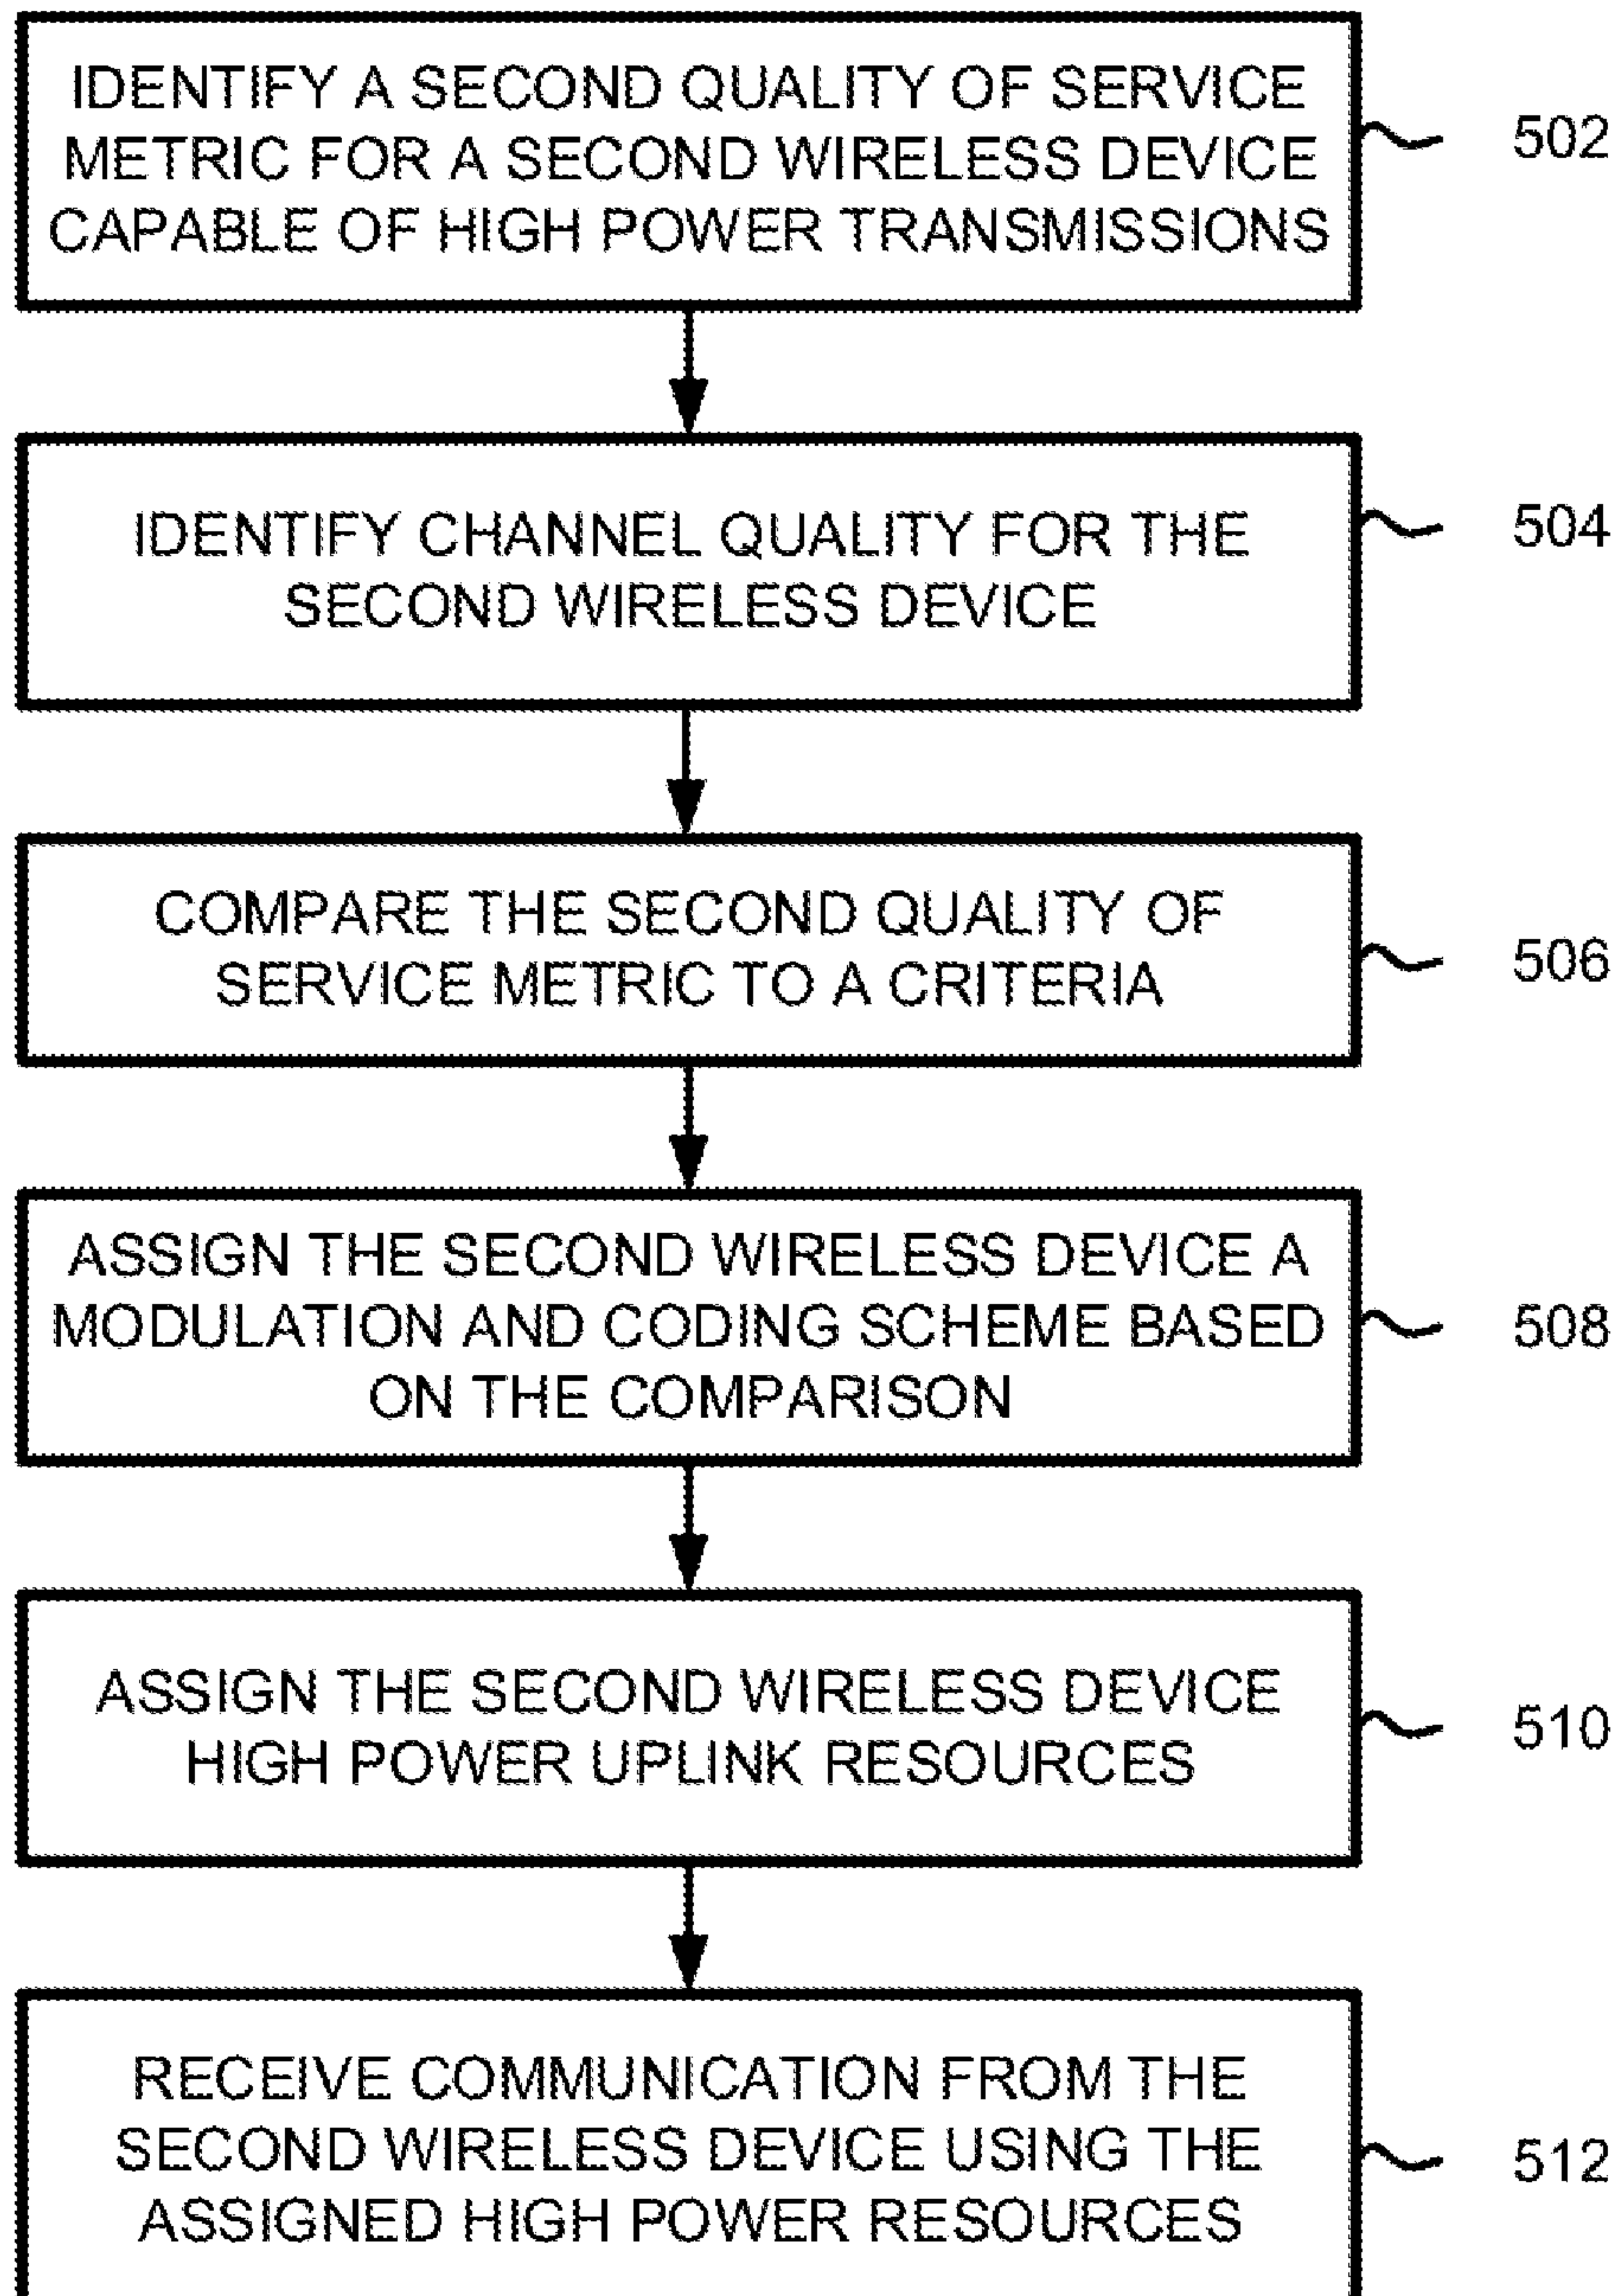 IDENTIFY A SECOND QUALITY OF SERVICE
METRIC FOR A SECOND WIRELESS DEVICE
CAPABLE OF HIGH POWER TRANSMISSIONS
502
IDENTIFY CHANNEL QUALITY FOR THE
SECOND WIRELESS DEVICE
504
COMPARE THE SECOND QUALITY OF
SERVICE METRIC TO A CRITERIA
506
ASSIGN THE SECOND WIRELESS DEVICE A
MODULATION AND CODING SCHEME BASED
ON THE COMPARISON
508
ASSIGN THE SECOND WIRELESS DEVICE
HIGH POWER UPLINK RESOURCES
510
RECEIVE COMMUNICATION FROM THE
SECOND WIRELESS DEVICE USING THE
ASSIGNED HIGH POWER RESOURCES
512